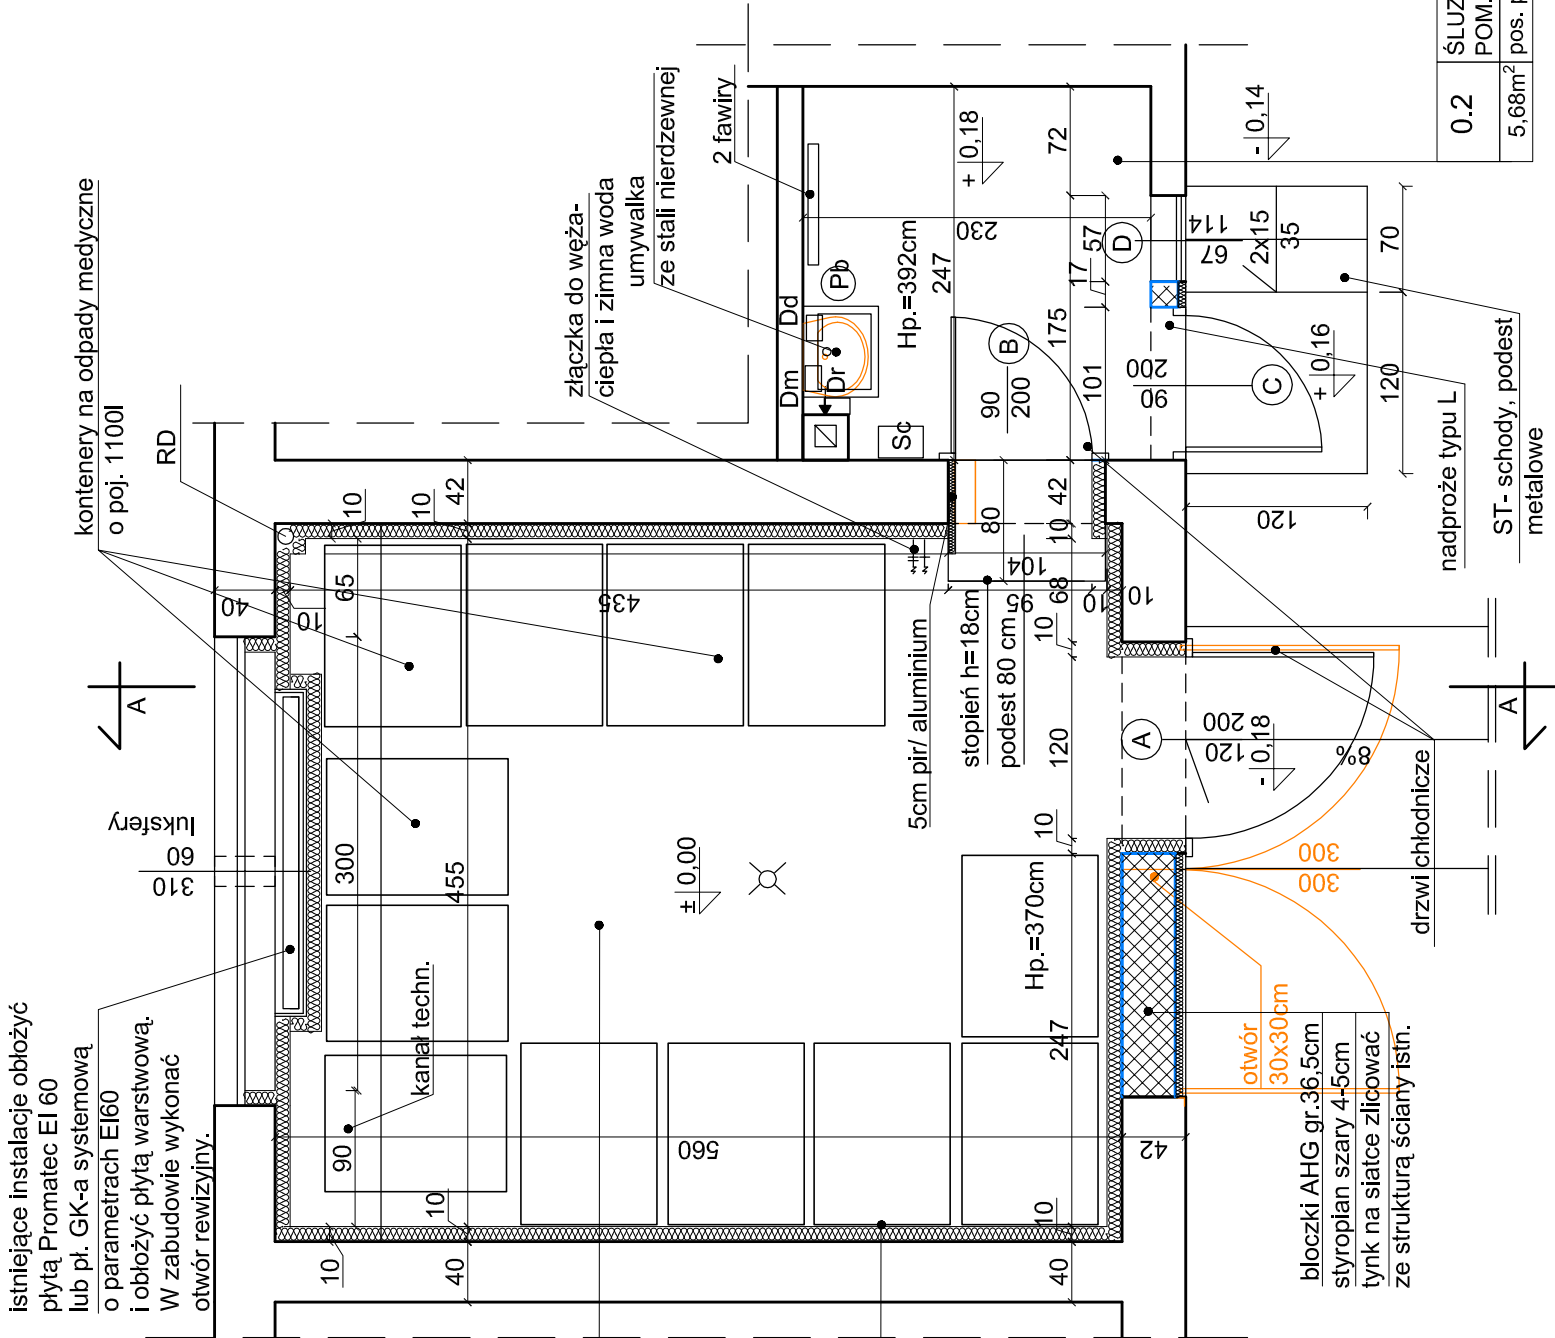 istniejące instalacje obłożyć
płytą Promatec EI 60
lub pł. GK-a systemową
o parametrach EI60
i obłożyć płytą warstwową.
W zabudowie wykonać
otwór rewizyjny.
kontenery na odpady medyczne
o poj. 1100l
RD
złączka do węża-
ciepła i zimna woda
umywalka
ze stali nierdzewnej
2 fawiry
luksfery
60
310
A
40
10
65
435
300
455
90
kanał techn.
10
10
42
10
10
40
560
± 0,00
5cm pir/ aluminium
stopień h=18cm
podest 80 cm
Hp.=370cm
247
Dm
Dd
Dr
Pb
Sc
Hp.=392cm
247
230
+ 0,18
72
B
90
200
175
101
17
57
D
114
67
2x15
35
70
120
90
200
C
+ 0,16
120
80
42
10
104
95
68
10
10
10
10
120
10
A
120
200
- 0,18
8%
300
300
- 0,14
0.2
5,68m²
A
nadproże typu L
ST- schody, podest
metalowe
drzwi chłodnicze
otwór
30x30cm
42
10
40
bloczki AHG gr.36,5cm
styropian szary 4-5cm
tynk na siatce zlicować
ze strukturą ściany istn.
POM.
pos.